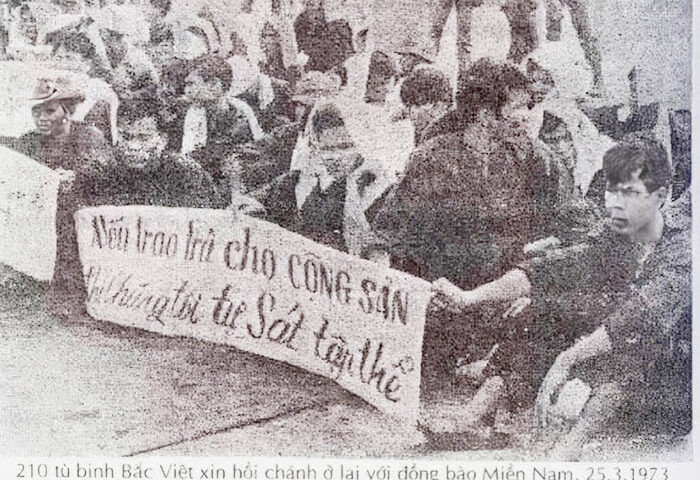 Nếu trao trả cho CỘNG SẢN
thì chúng tôi tự Sát tập thể
210 tù binh Bắc Việt xin hồi chánh ở lại với đồng bào Miền Nam, 25.3.1973